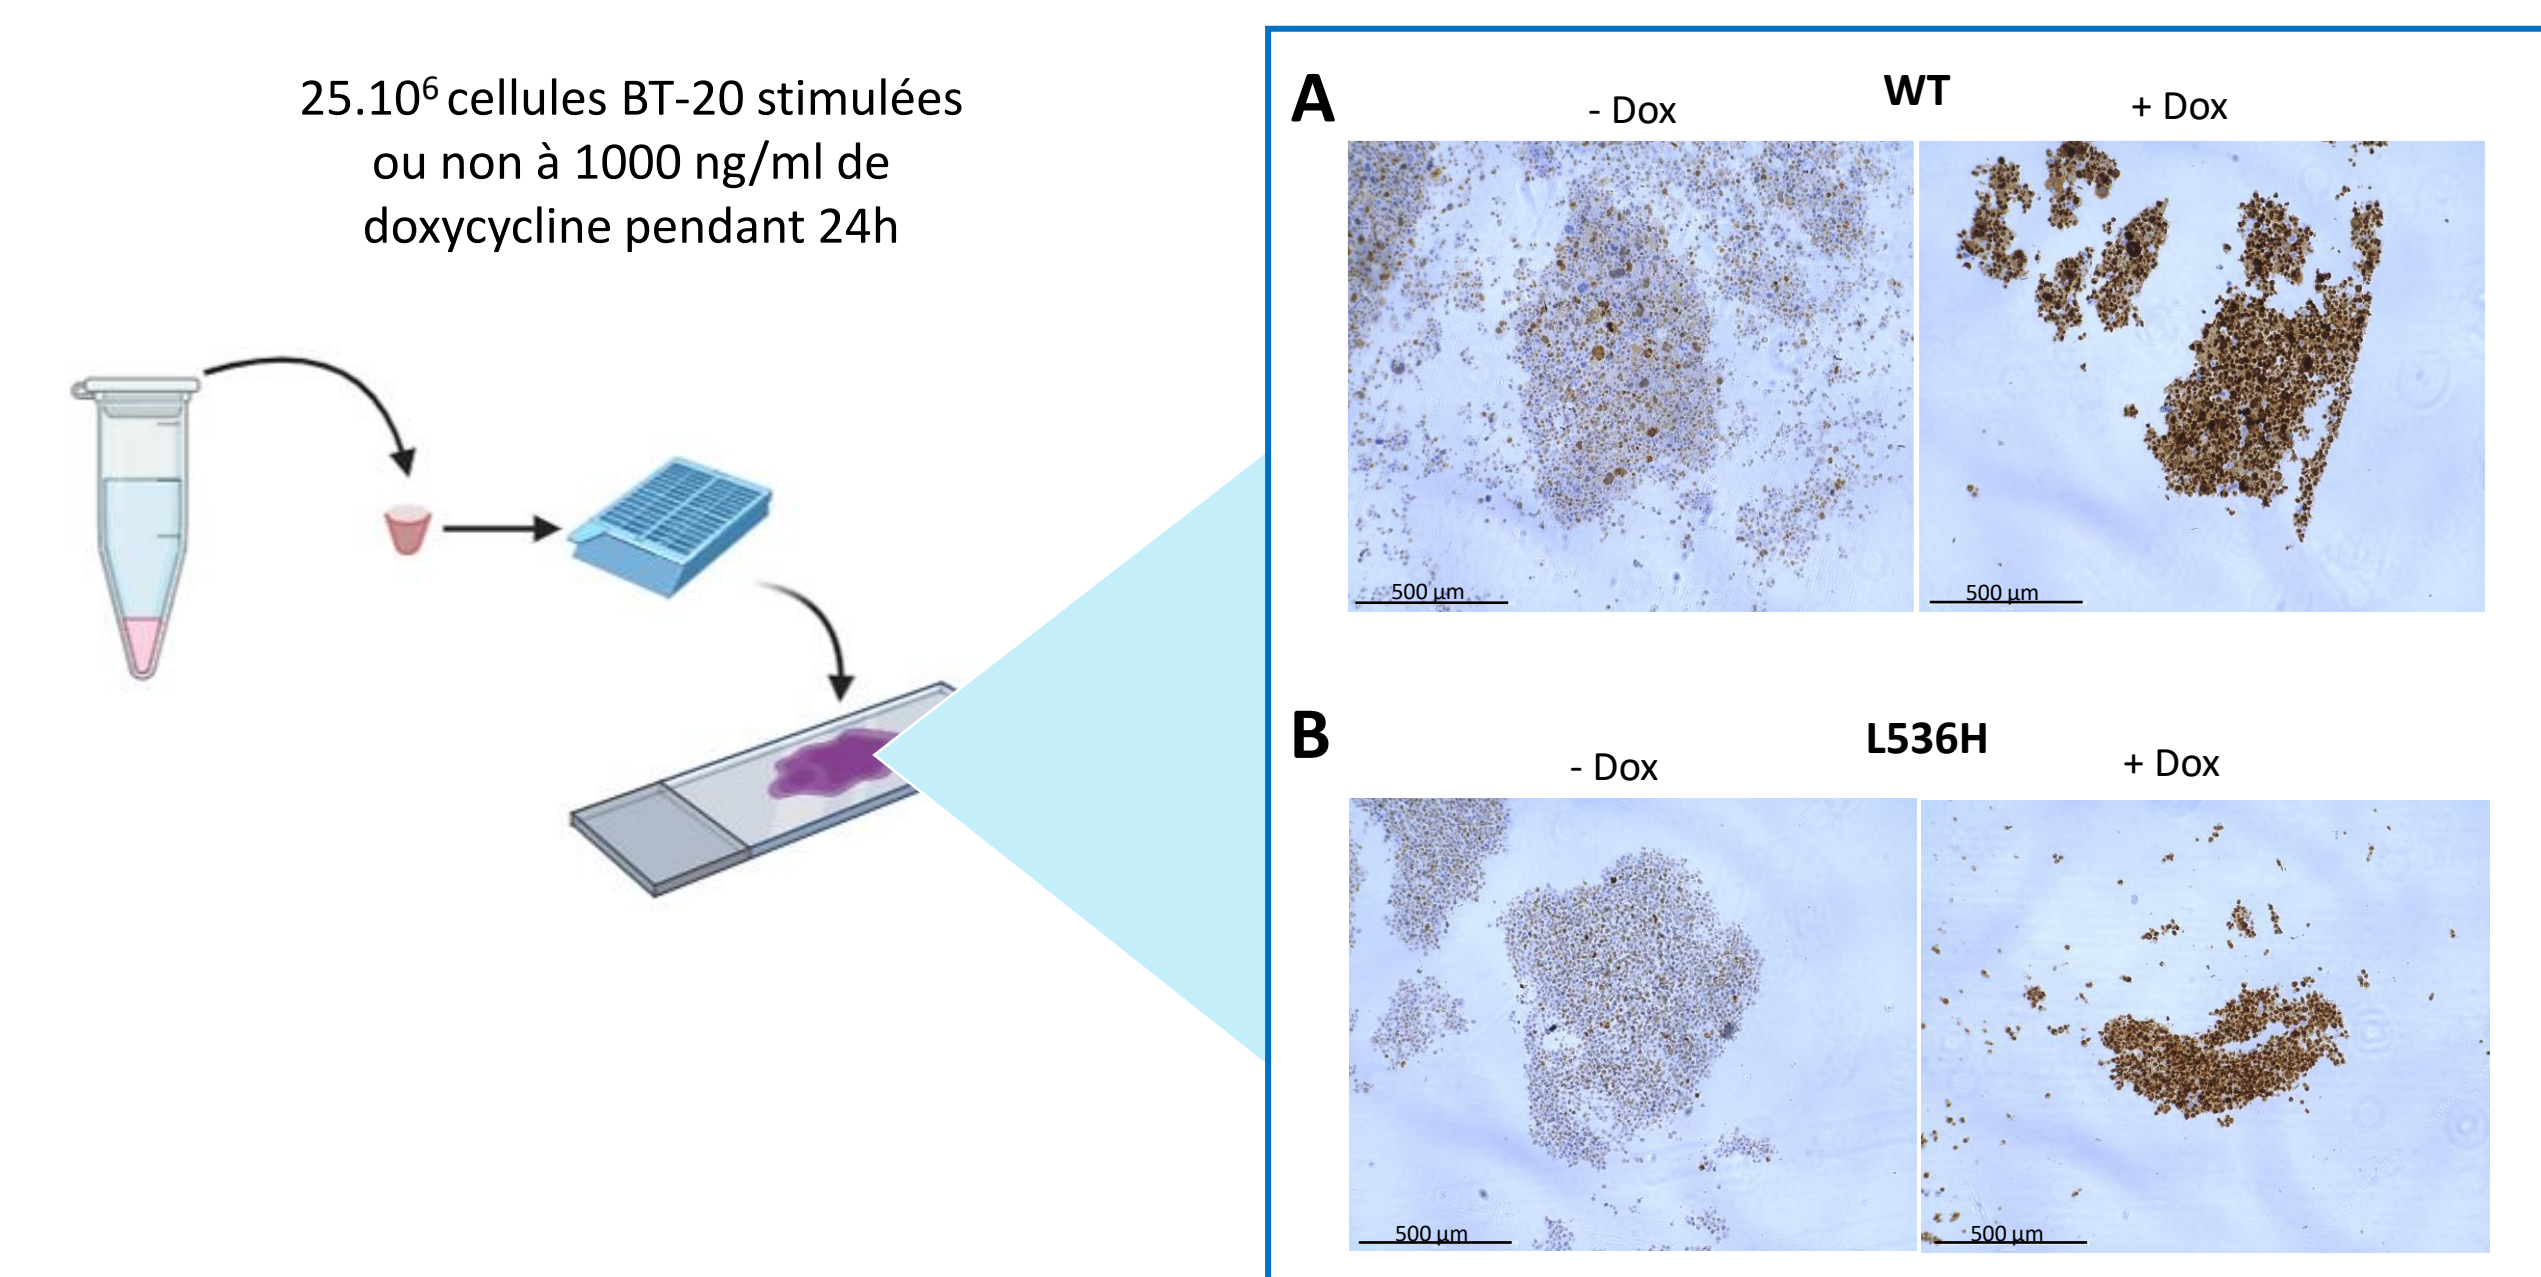 25.10⁶ cellules BT-20 stimulées
ou non à 1000 ng/ml de
doxycycline pendant 24h
A
WT
- Dox
+ Dox
500 µm
500 µm
B
L536H
- Dox
+ Dox
500 µm
500 µm